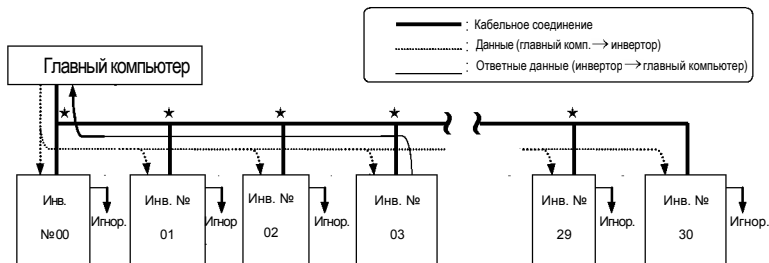 : Кабельное соединение
: Данные (главный комп. → инвертор)
: Ответные данные (инвертор → главный компьютер)
Главный компьютер
★ ★ ★ ★ ★
Инв. №00
Игнор.
Инв. № 01
Игнор
Инв. № 02
Игнор.
Инв. № 03
Инв. № 29
Игнор.
Инв. № 30
Игнор.